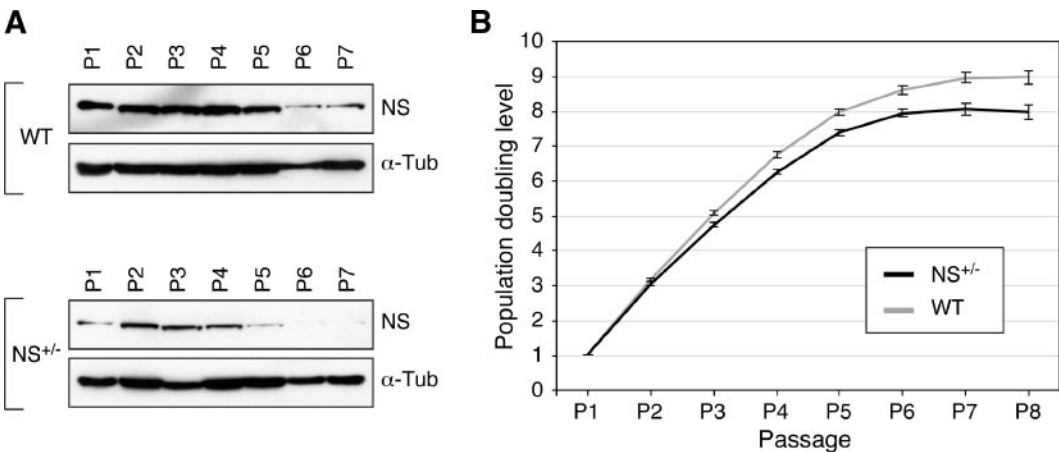 A
P1 P2 P3 P4 P5 P6 P7
WT
NS
α-Tub
P1 P2 P3 P4 P5 P6 P7
NS+/-
NS
α-Tub
B
Population doubling level
10
9
8
7
6
5
4
3
2
1
0
NS+/-
WT
P1 P2 P3 P4 P5 P6 P7 P8
Passage